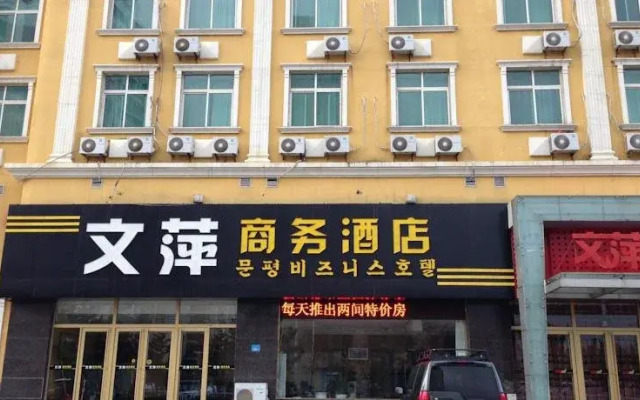 文萍 商务酒店
문평비즈니스호텔
每天推出两间特价房
文萍